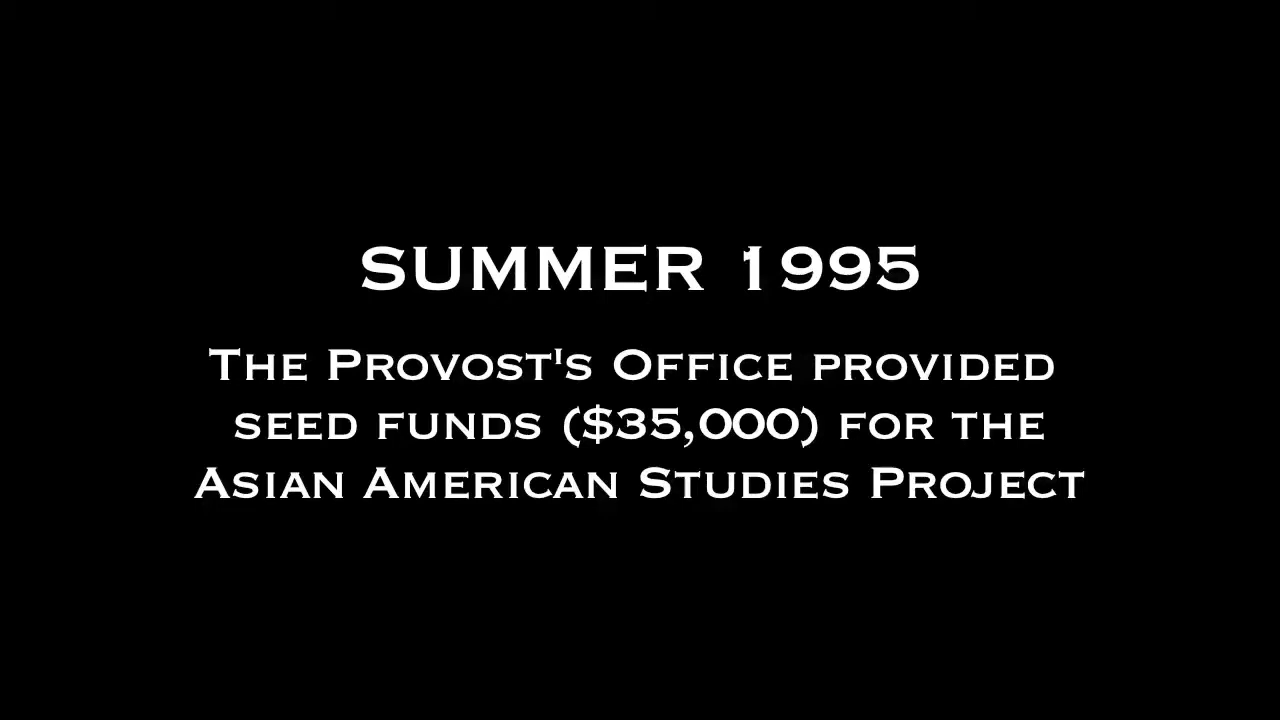 SUMMER 1995
The Provost's Office provided
seed funds ($35,000) for the
Asian American Studies Project